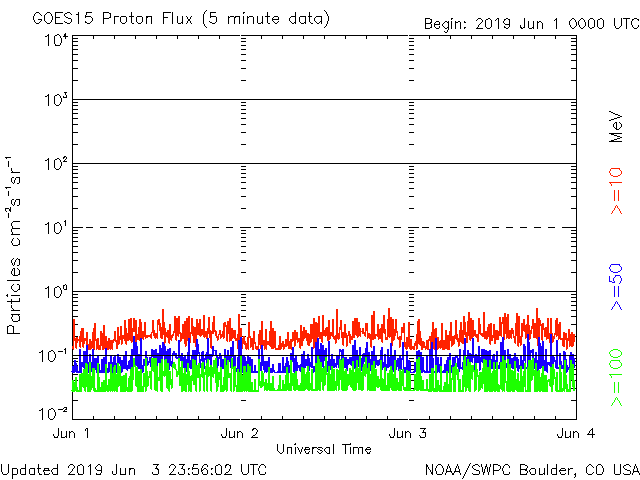 GOES15 Proton Flux (5 minute data)
Begin: 2019 Jun 1 0000 UTC
10⁴
10³
10²
10¹
10⁰
10⁻¹
10⁻²
Particles cm⁻²s⁻¹sr⁻¹
MeV
>=10
>=50
>=100
Jun 1
Jun 2
Jun 3
Jun 4
Universal Time
Updated 2019 Jun 3 23:56:02 UTC
NOAA/SWPC Boulder, CO USA